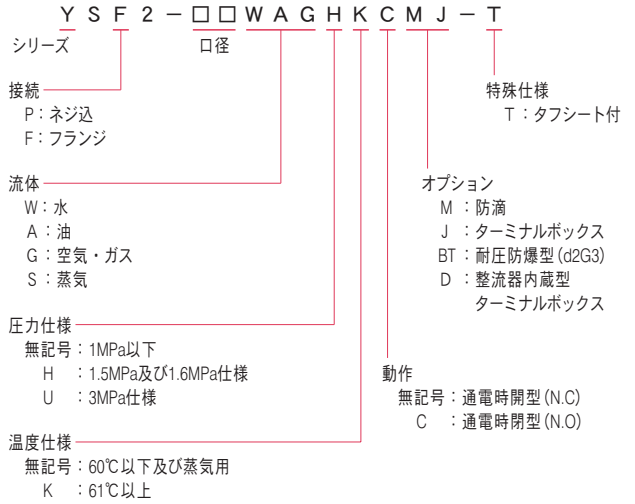 YSF2-□□WAGHKCMJ-T
シリーズ
口径
接続
P：ネジ込
F：フランジ
流体
W：水
A：油
G：空気・ガス
S：蒸気
圧力仕様
無記号：1MPa以下
H ：1.5MPa及び1.6MPa仕様
U ：3MPa仕様
温度仕様
無記号：60℃以下及び蒸気用
K ：61℃以上
特殊仕様
T：タフシート付
オプション
M ：防滴
J ：ターミナルボックス
BT：耐圧防爆型(d2G3)
D ：整流器内蔵型
ターミナルボックス
動作
無記号：通電時開型(N.C)
C ：通電時閉型(N.O)